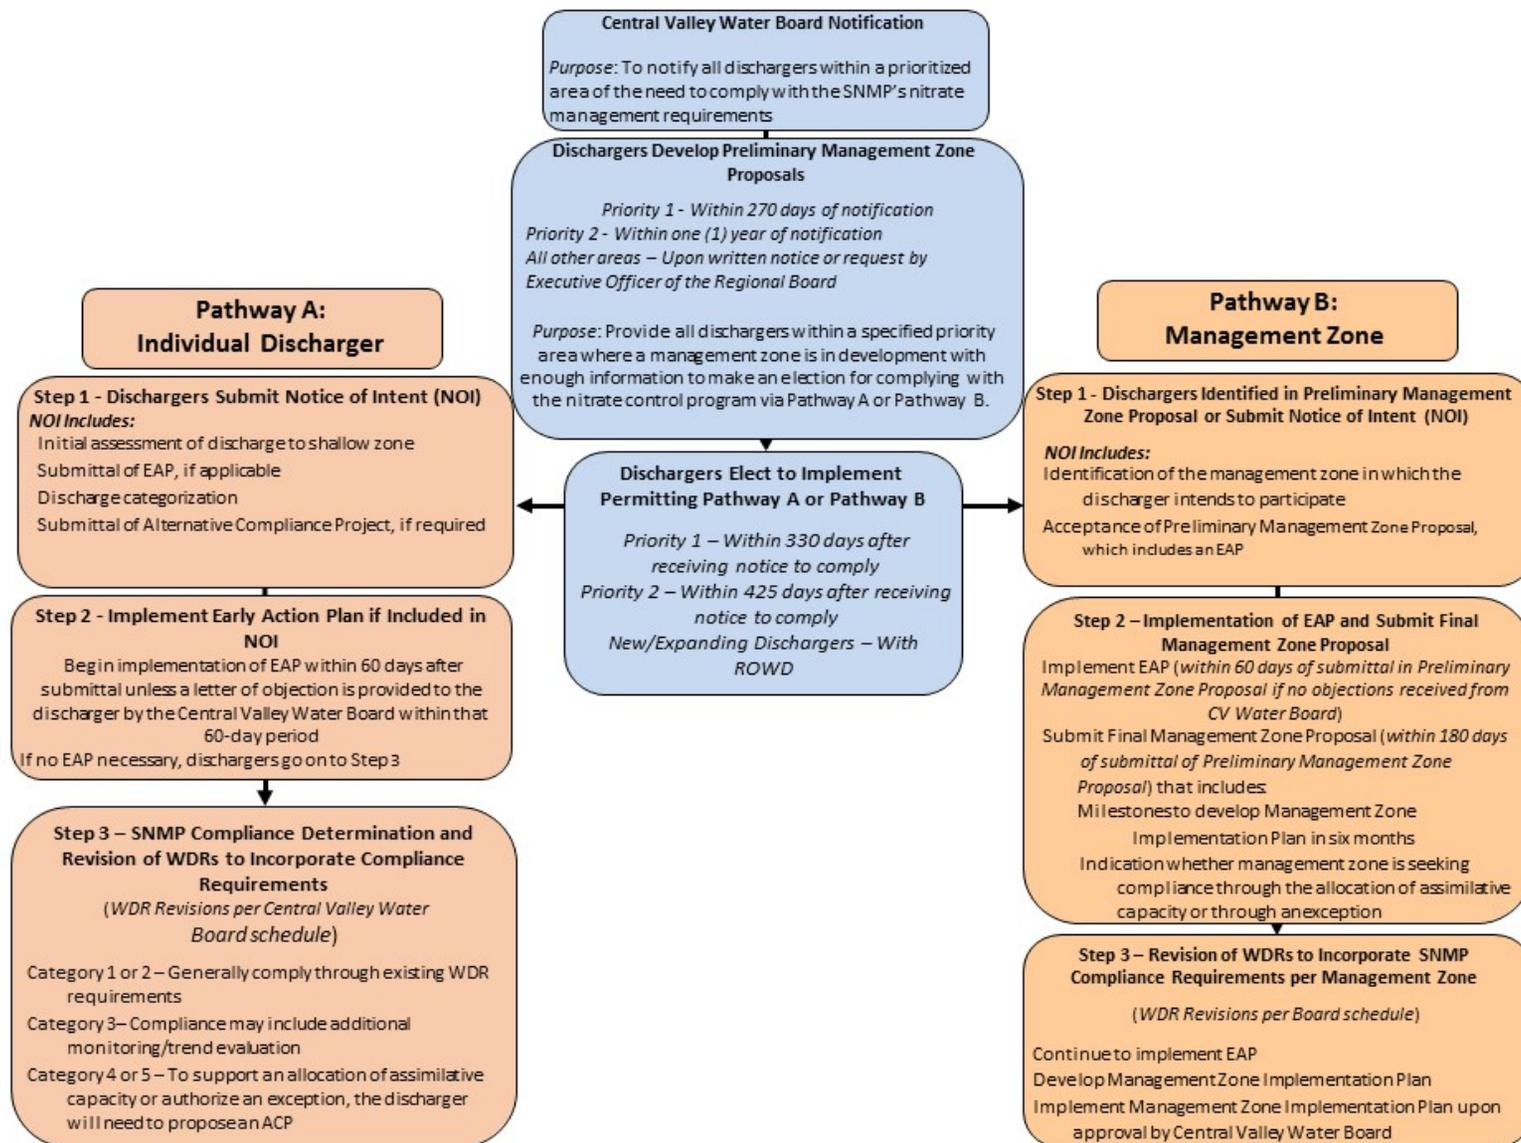 Central Valley Water Board Notification
Purpose: To notify all dischargers within a prioritized
area of the need to comply with the SNMP's nitrate
management requirements
Dischargers Develop Preliminary Management Zone
Proposals
Priority 1 - Within 270 days of notification
Priority 2 - Within one (1) year of notification
All other areas – Upon written notice or request by
Executive Officer of the Regional Board
Purpose: Provide all dischargers within a specified priority
area where a management zone is in development with
enough information to make an election for complying with
the nitrate control program via Pathway A or Pathway B.
Dischargers Elect to Implement
Permitting Pathway A or Pathway B
Priority 1 – Within 330 days after
receiving notice to comply
Priority 2 – Within 425 days after receiving
notice to comply
New/Expanding Dischargers – With
ROWD
Pathway A:
Individual Discharger
Step 1 - Dischargers Submit Notice of Intent (NOI)
NOI Includes:
Initial assessment of discharge to shallow zone
Submittal of EAP, if applicable
Discharge categorization
Submittal of Alternative Compliance Project, if required
Step 2 - Implement Early Action Plan if Included in
NOI
Begin implementation of EAP within 60 days after
submittal unless a letter of objection is provided to the
discharger by the Central Valley Water Board within that
60-day period
If no EAP necessary, dischargers go on to Step 3
Step 3 – SNMP Compliance Determination and
Revision of WDRs to Incorporate Compliance
Requirements
(WDR Revisions per Central Valley Water
Board schedule)
Category 1 or 2 – Generally comply through existing WDR
requirements
Category 3– Compliance may include additional
monitoring/trend evaluation
Category 4 or 5 – To support an allocation of assimilative
capacity or authorize an exception, the discharger
will need to propose an ACP
Pathway B:
Management Zone
Step 1 - Dischargers Identified in Preliminary Management
Zone Proposal or Submit Notice of Intent (NOI)
NOI Includes:
Identification of the management zone in which the
discharger intends to participate
Acceptance of Preliminary Management Zone Proposal,
which includes an EAP
Step 2 – Implementation of EAP and Submit Final
Management Zone Proposal
Implement EAP (within 60 days of submittal in Preliminary
Management Zone Proposal if no objections received from
CV Water Board)
Submit Final Management Zone Proposal (within 180 days
of submittal of Preliminary Management Zone
Proposal) that includes:
Milestones to develop Management Zone
Implementation Plan in six months
Indication whether management zone is seeking
compliance through the allocation of assimilative
capacity or through an exception
Step 3 – Revision of WDRs to Incorporate SNMP
Compliance Requirements per Management Zone
(WDR Revisions per Board schedule)
Continue to implement EAP
Develop Management Zone Implementation Plan
Implement Management Zone Implementation Plan upon
approval by Central Valley Water Board